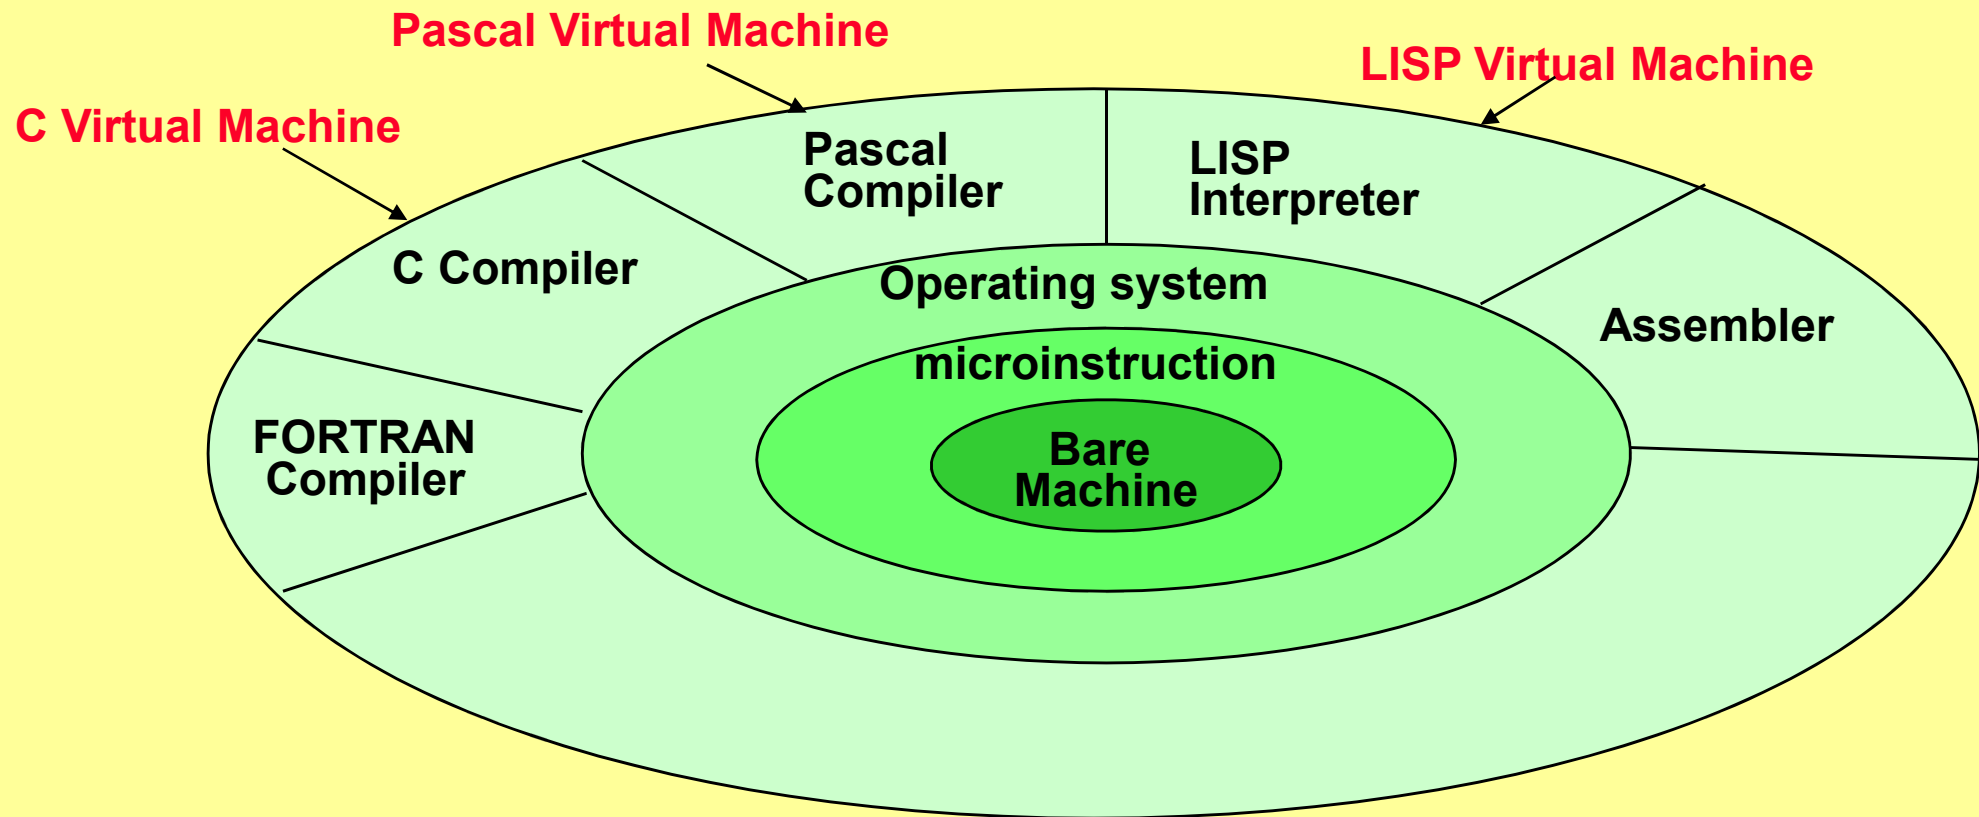 Pascal Virtual Machine
LISP Virtual Machine
C Virtual Machine
Pascal
Compiler
LISP
Interpreter
C Compiler
Operating system
Assembler
microinstruction
FORTRAN
Compiler
Bare
Machine